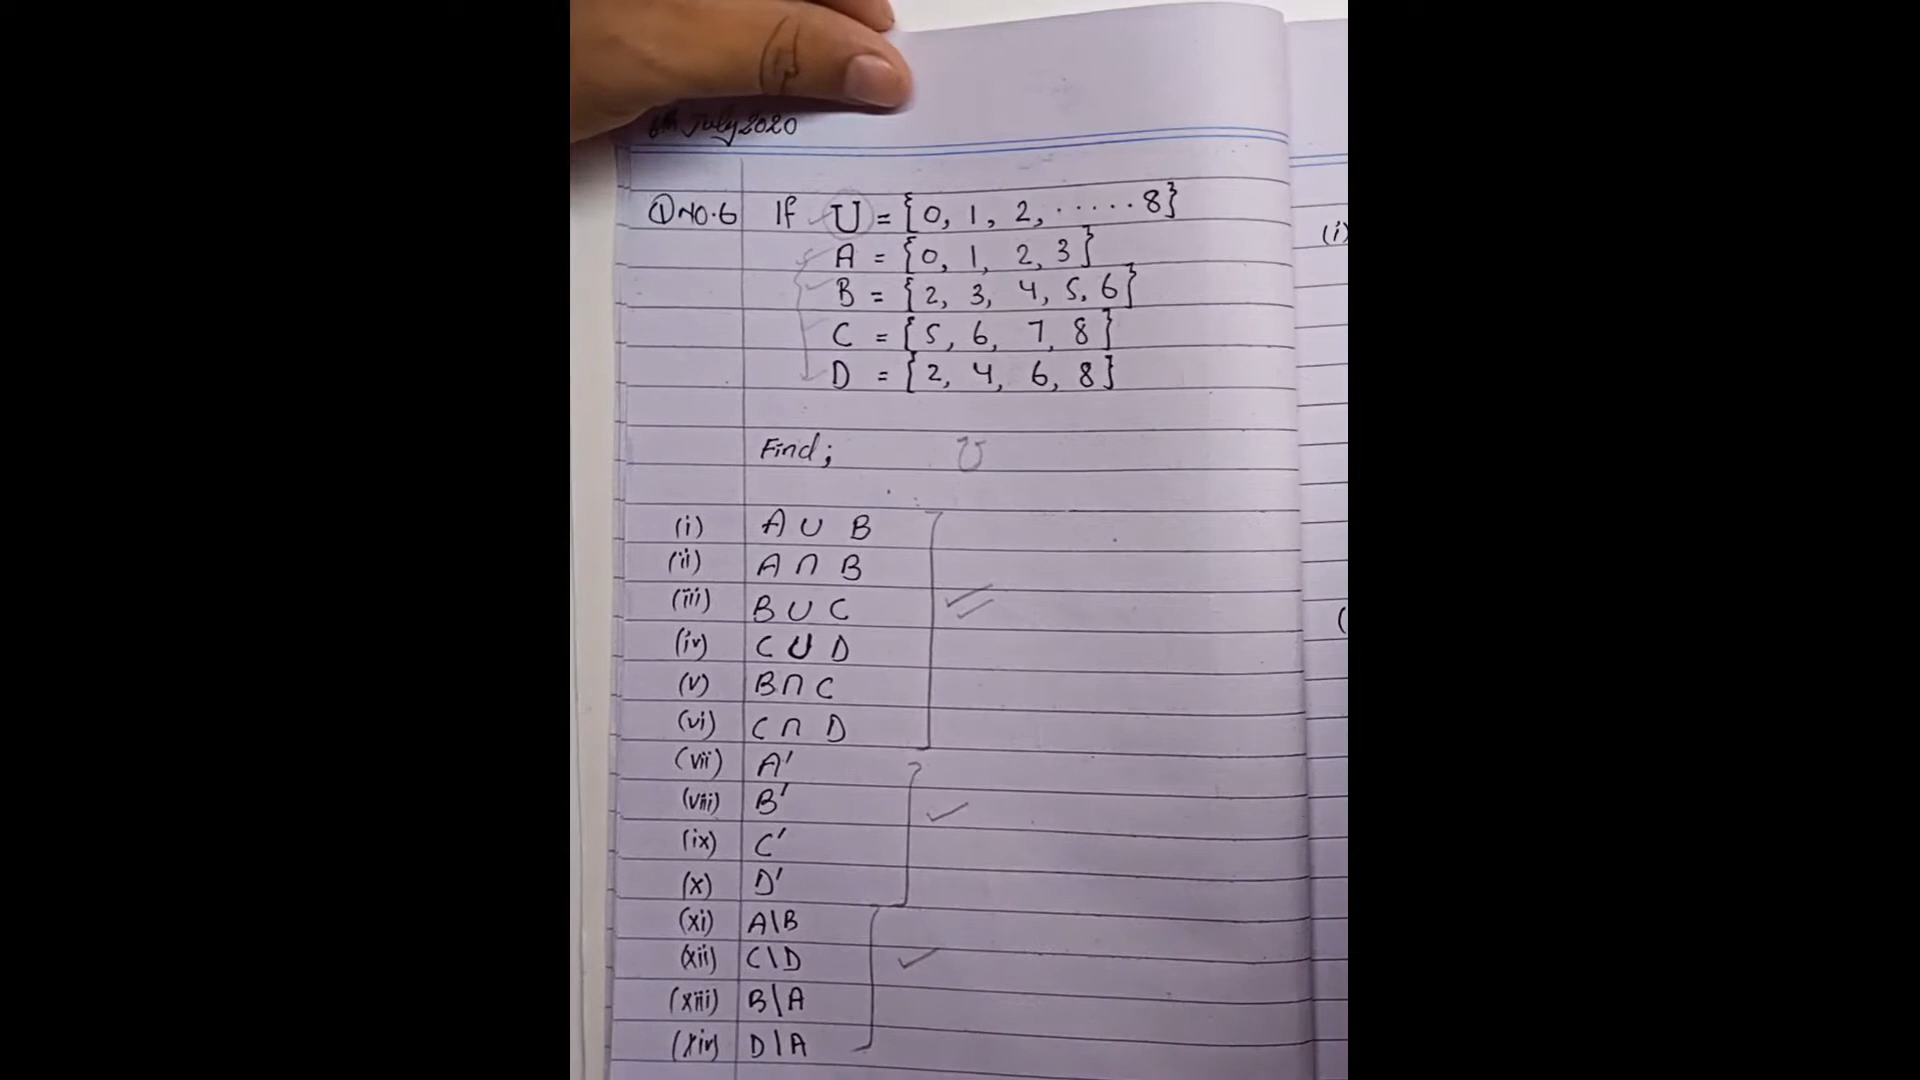 6th July 2020
Q NO.6 If U = {0, 1, 2, ..... 8}
A = {0, 1, 2, 3}
B = {2, 3, 4, 5, 6}
C = {5, 6, 7, 8}
D = {2, 4, 6, 8}
Find; U
(i) A ∪ B
(ii) A ∩ B
(iii) B ∪ C
(iv) C ∪ D
(v) B ∩ C
(vi) C ∩ D
(vii) A'
(viii) B'
(ix) C'
(x) D'
(xi) A\B
(xii) C\D
(xiii) B\A
(xiv) D\A
(i)